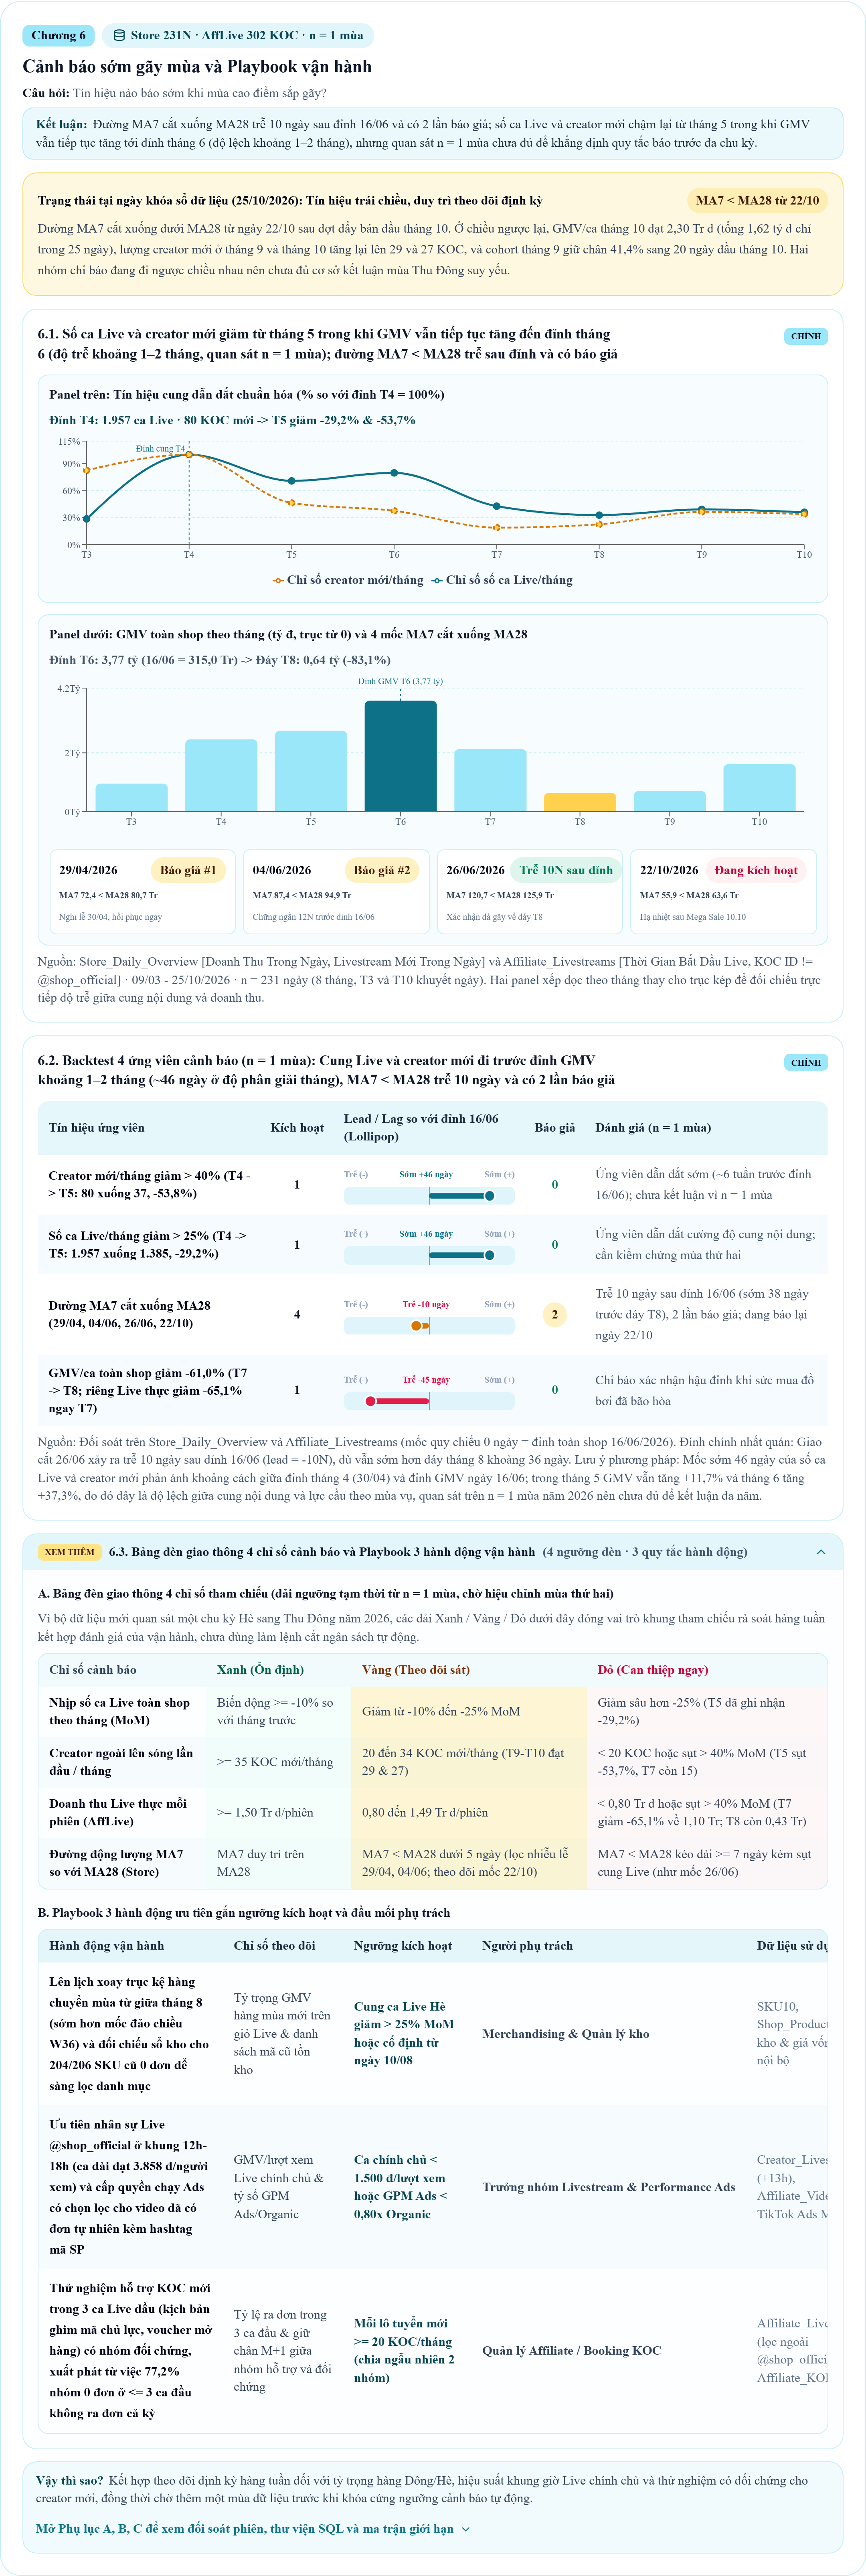 Chương 6
Store 231N · AffLive 302 KOC · n = 1 mùa
Cảnh báo sớm gãy mùa và Playbook vận hành
Câu hỏi: Tín hiệu nào báo sớm khi mùa cao điểm sắp gãy?
Kết luận: Đường MA7 cắt xuống MA28 trễ 10 ngày sau đỉnh 16/06 và có 2 lần báo giả; số ca Live và creator mới chậm lại từ tháng 5 trong khi GMV
vẫn tiếp tục tăng tới đỉnh tháng 6 (độ lệch khoảng 1–2 tháng), nhưng quan sát n = 1 mùa chưa đủ để khẳng định quy tắc báo trước đa chu kỳ.
Trạng thái tại ngày khóa sổ dữ liệu (25/10/2026): Tín hiệu trái chiều, duy trì theo dõi định kỳ
MA7 < MA28 từ 22/10
Đường MA7 cắt xuống dưới MA28 từ ngày 22/10 sau đợt đẩy bán đầu tháng 10. Ở chiều ngược lại, GMV/ca tháng 10 đạt 2,30 Tr đ (tổng 1,62 tỷ đ chỉ
trong 25 ngày), lượng creator mới ở tháng 9 và tháng 10 tăng lại lên 29 và 27 KOC, và cohort tháng 9 giữ chân 41,4% sang 20 ngày đầu tháng 10. Hai
nhóm chỉ báo đang đi ngược chiều nhau nên chưa đủ cơ sở kết luận mùa Thu Đông suy yếu.
6.1. Số ca Live và creator mới giảm từ tháng 5 trong khi GMV vẫn tiếp tục tăng đến đỉnh tháng
6 (độ trễ khoảng 1–2 tháng, quan sát n = 1 mùa); đường MA7 < MA28 trễ sau đỉnh và có báo giả
CHÍNH
Panel trên: Tín hiệu cung dẫn dắt chuẩn hóa (% so với đỉnh T4 = 100%)
Đỉnh T4: 1.957 ca Live · 80 KOC mới -> T5 giảm -29,2% & -53,7%
115%
Đỉnh cung T4
90%
60%
30%
0%
T3 T4 T5 T6 T7 T8 T9 T10
Chỉ số creator mới/tháng Chỉ số số ca Live/tháng
Panel dưới: GMV toàn shop theo tháng (tỷ đ, trục từ 0) và 4 mốc MA7 cắt xuống MA28
Đỉnh T6: 3,77 tỷ (16/06 = 315,0 Tr) -> Đáy T8: 0,64 tỷ (-83,1%)
Đỉnh GMV T6 (3,77 tỷ)
4.2Tỷ
2Tỷ
0Tỷ
T3 T4 T5 T6 T7 T8 T9 T10
29/04/2026 Báo giả #1
MA7 72,4 < MA28 80,7 Tr
Nghỉ lễ 30/04, hồi phục ngay
04/06/2026 Báo giả #2
MA7 87,4 < MA28 94,9 Tr
Chững ngắn 12N trước đỉnh 16/06
26/06/2026 Trễ 10N sau đỉnh
MA7 120,7 < MA28 125,9 Tr
Xác nhận đà gãy về đáy T8
22/10/2026 Đang kích hoạt
MA7 55,9 < MA28 63,6 Tr
Hạ nhiệt sau Mega Sale 10.10
Nguồn: Store_Daily_Overview [Doanh Thu Trong Ngày, Livestream Mới Trong Ngày] và Affiliate_Livestreams [Thời Gian Bắt Đầu Live, KOC ID !=
@shop_official] · 09/03 - 25/10/2026 · n = 231 ngày (8 tháng, T3 và T10 khuyết ngày). Hai panel xếp dọc theo tháng thay cho trục kép để đối chiếu trực
tiếp độ trễ giữa cung nội dung và doanh thu.
6.2. Backtest 4 ứng viên cảnh báo (n = 1 mùa): Cung Live và creator mới đi trước đỉnh GMV
khoảng 1–2 tháng (~46 ngày ở độ phân giải tháng), MA7 < MA28 trễ 10 ngày và có 2 lần báo giả
CHÍNH
Tín hiệu ứng viên
Kích hoạt
Lead / Lag so với đỉnh 16/06
(Lollipop)
Báo giả
Đánh giá (n = 1 mùa)
Creator mới/tháng giảm > 40% (T4 -
> T5: 80 xuống 37, -53,8%)
1
Trễ (-) Sớm +46 ngày Sớm (+)
0
Ứng viên dẫn dắt sớm (~6 tuần trước đỉnh
16/06); chưa kết luận vì n = 1 mùa
Số ca Live/tháng giảm > 25% (T4 ->
T5: 1.957 xuống 1.385, -29,2%)
1
Trễ (-) Sớm +46 ngày Sớm (+)
0
Ứng viên dẫn dắt cường độ cung nội dung;
cần kiểm chứng mùa thứ hai
Đường MA7 cắt xuống MA28
(29/04, 04/06, 26/06, 22/10)
4
Trễ (-) Trễ -10 ngày Sớm (+)
2
Trễ 10 ngày sau đỉnh 16/06 (sớm 38 ngày
trước đáy T8), 2 lần báo giả; đang báo lại
ngày 22/10
GMV/ca toàn shop giảm -61,0% (T7
-> T8; riêng Live thực giảm -65,1%
ngay T7)
1
Trễ (-) Trễ -45 ngày Sớm (+)
0
Chỉ báo xác nhận hậu đỉnh khi sức mua đồ
bơi đã bão hòa
Nguồn: Đối soát trên Store_Daily_Overview và Affiliate_Livestreams (mốc quy chiếu 0 ngày = đỉnh toàn shop 16/06/2026). Đính chính nhất quán: Giao
cắt 26/06 xảy ra trễ 10 ngày sau đỉnh 16/06 (lead = -10N), dù vẫn sớm hơn đáy tháng 8 khoảng 36 ngày. Lưu ý phương pháp: Mốc sớm 46 ngày của số ca
Live và creator mới phản ánh khoảng cách giữa đỉnh tháng 4 (30/04) và đỉnh GMV ngày 16/06; trong tháng 5 GMV vẫn tăng +11,7% và tháng 6 tăng
+37,3%, do đó đây là độ lệch giữa cung nội dung và lực cầu theo mùa vụ, quan sát trên n = 1 mùa năm 2026 nên chưa đủ để kết luận đa năm.
XEM THÊM 6.3. Bảng đèn giao thông 4 chỉ số cảnh báo và Playbook 3 hành động vận hành (4 ngưỡng đèn · 3 quy tắc hành động)
A. Bảng đèn giao thông 4 chỉ số tham chiếu (dải ngưỡng tạm thời từ n = 1 mùa, chờ hiệu chỉnh mùa thứ hai)
Vì bộ dữ liệu mới quan sát một chu kỳ Hè sang Thu Đông năm 2026, các dải Xanh / Vàng / Đỏ dưới đây đóng vai trò khung tham chiếu rà soát hàng tuần
kết hợp đánh giá của vận hành, chưa dùng làm lệnh cắt ngân sách tự động.
Chỉ số cảnh báo
Xanh (Ổn định)
Vàng (Theo dõi sát)
Đỏ (Can thiệp ngay)
Nhịp số ca Live toàn shop
theo tháng (MoM)
Biến động >= -10% so
với tháng trước
Giảm từ -10% đến -25% MoM
Giảm sâu hơn -25% (T5 đã ghi nhận
-29,2%)
Creator ngoài lên sóng lần
đầu / tháng
>= 35 KOC mới/tháng
20 đến 34 KOC mới/tháng (T9-T10 đạt
29 & 27)
< 20 KOC hoặc sụt > 40% MoM (T5 sụt
-53,7%, T7 còn 15)
Doanh thu Live thực mỗi
phiên (AffLive)
>= 1,50 Tr đ/phiên
0,80 đến 1,49 Tr đ/phiên
< 0,80 Tr đ hoặc sụt > 40% MoM (T7
giảm -65,1% về 1,10 Tr; T8 còn 0,43 Tr)
Đường động lượng MA7
so với MA28 (Store)
MA7 duy trì trên
MA28
MA7 < MA28 dưới 5 ngày (lọc nhiễu lễ
29/04, 04/06; theo dõi mốc 22/10)
MA7 < MA28 kéo dài >= 7 ngày kèm sụt
cung Live (như mốc 26/06)
B. Playbook 3 hành động ưu tiên gắn ngưỡng kích hoạt và đầu mối phụ trách
Hành động vận hành
Chỉ số theo dõi
Ngưỡng kích hoạt
Người phụ trách
Dữ liệu sử dụ
Lên lịch xoay trục kệ hàng
chuyển mùa từ giữa tháng 8
(sớm hơn mốc đảo chiều
W36) và đối chiếu sổ kho cho
204/206 SKU cũ 0 đơn để
sàng lọc danh mục
Tỷ trọng GMV
hàng mùa mới trên
giỏ Live & danh
sách mã cũ tồn
kho
Cung ca Live Hè
giảm > 25% MoM
hoặc cố định từ
ngày 10/08
Merchandising & Quản lý kho
SKU10,
Shop_Product
kho & giá vốn
nội bộ
Ưu tiên nhân sự Live
@shop_official ở khung 12h-
18h (ca dài đạt 3.858 đ/người
xem) và cấp quyền chạy Ads
có chọn lọc cho video đã có
đơn tự nhiên kèm hashtag
mã SP
GMV/lượt xem
Live chính chủ &
tỷ số GPM
Ads/Organic
Ca chính chủ <
1.500 đ/lượt xem
hoặc GPM Ads <
0,80x Organic
Trưởng nhóm Livestream & Performance Ads
Creator_Lives
(+13h),
Affiliate_Vide
TikTok Ads M
Thử nghiệm hỗ trợ KOC mới
trong 3 ca Live đầu (kịch bản
ghim mã chủ lực, voucher mở
hàng) có nhóm đối chứng,
xuất phát từ việc 77,2%
nhóm 0 đơn ở <= 3 ca đầu
không ra đơn cả kỳ
Tỷ lệ ra đơn trong
3 ca đầu & giữ
chân M+1 giữa
nhóm hỗ trợ và đối
chứng
Mỗi lô tuyển mới
>= 20 KOC/tháng
(chia ngẫu nhiên 2
nhóm)
Quản lý Affiliate / Booking KOC
Affiliate_Live
(lọc ngoài
@shop_offici
Affiliate_KOI
Vậy thì sao? Kết hợp theo dõi định kỳ hàng tuần đối với tỷ trọng hàng Đông/Hè, hiệu suất khung giờ Live chính chủ và thử nghiệm có đối chứng cho
creator mới, đồng thời chờ thêm một mùa dữ liệu trước khi khóa cứng ngưỡng cảnh báo tự động.
Mở Phụ lục A, B, C để xem đối soát phiên, thư viện SQL và ma trận giới hạn